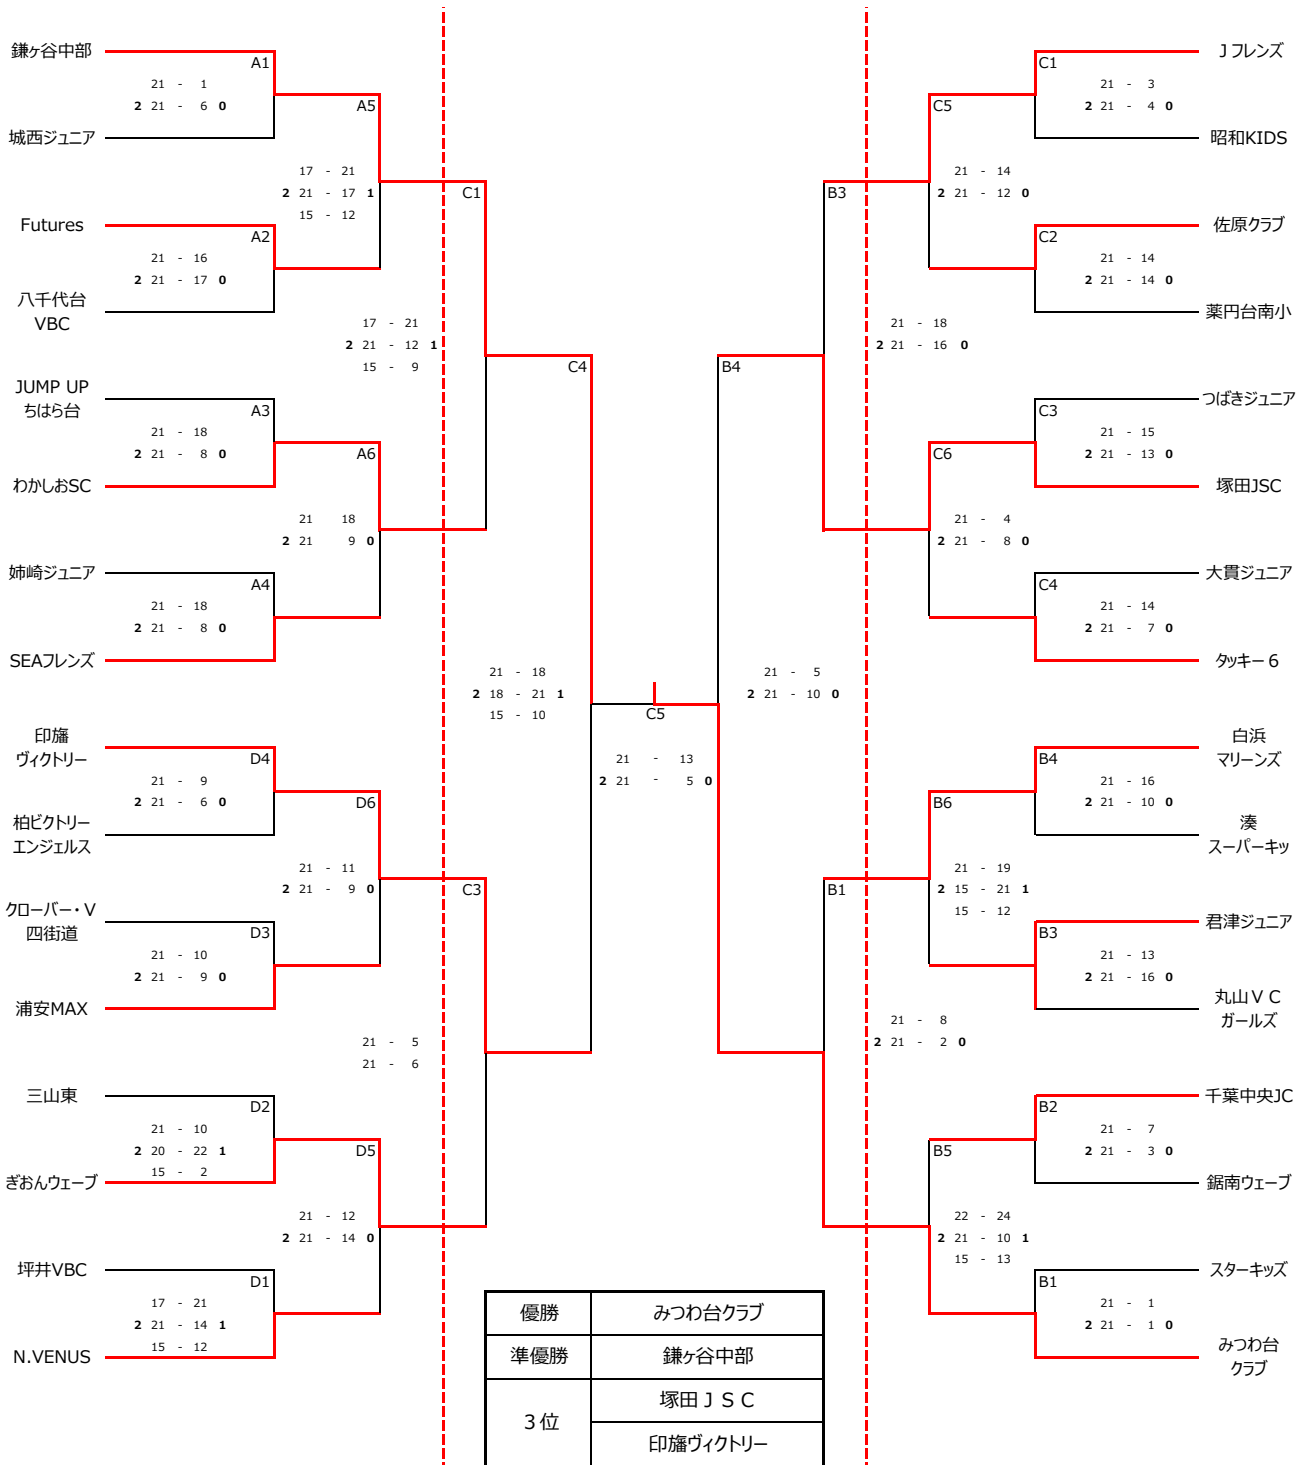 鎌ヶ谷中部
A1
21 - 1
2 21 - 6 0
城西ジュニア
A5
17 - 21
2 21 - 17 1
15 - 12
Futures
A2
21 - 16
2 21 - 17 0
八千代台
VBC
C1
17 - 21
2 21 - 12 1
15 - 9
JUMP UP
ちはら台
A3
21 - 18
2 21 - 8 0
わかしおSC
A6
21 18
2 21 9 0
姉崎ジュニア
A4
21 - 18
2 21 - 8 0
SEAフレンズ
C4
21 - 18
2 18 - 21 1
15 - 10
印旛
ヴィクトリー
D4
21 - 9
2 21 - 6 0
柏ビクトリー
エンジェルス
D6
21 - 11
2 21 - 9 0
クローバー・V
四街道
D3
21 - 10
2 21 - 9 0
浦安MAX
C3
21 - 5
21 - 6
三山東
D2
21 - 10
2 20 - 22 1
15 - 2
ぎおんウェーブ
D5
21 - 12
2 21 - 14 0
坪井VBC
D1
17 - 21
2 21 - 14 1
15 - 12
N.VENUS
C5
21 - 13
2 21 - 5 0
Jフレンズ
C1
21 - 3
2 21 - 4 0
昭和KIDS
C5
21 - 14
2 21 - 12 0
佐原クラブ
C2
21 - 14
2 21 - 14 0
薬円台南小
B3
21 - 18
2 21 - 16 0
つばきジュニア
C3
21 - 15
2 21 - 13 0
塚田JSC
C6
21 - 4
2 21 - 8 0
大貫ジュニア
C4
21 - 14
2 21 - 7 0
タッキー6
B4
21 - 5
2 21 - 10 0
白浜
マリーンズ
B4
21 - 16
2 21 - 10 0
湊
スーパーキッ
B6
21 - 19
2 15 - 21 1
15 - 12
君津ジュニア
B3
21 - 13
2 21 - 16 0
丸山VC
ガールズ
B1
21 - 8
2 21 - 2 0
千葉中央JC
B2
21 - 7
2 21 - 3 0
鋸南ウェーブ
B5
22 - 24
2 21 - 10 1
15 - 13
スターキッズ
B1
21 - 1
2 21 - 1 0
みつわ台
クラブ
優勝 みつわ台クラブ
準優勝 鎌ヶ谷中部
3位 塚田JSC
印旛ヴィクトリー